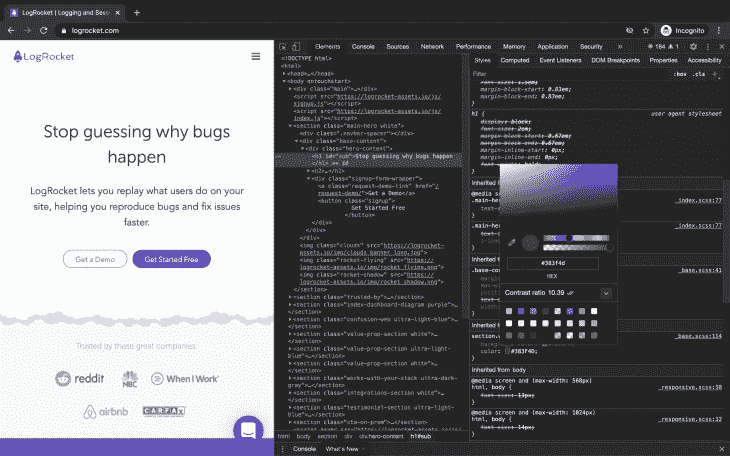 LogRocket | Logging and Sess
logrocket.com
Incognito
LogRocket
Stop guessing why bugs
happen
LogRocket lets you replay what users do on your
site, helping you reproduce bugs and fix issues
faster.
Get a Demo
Get Started Free
Trusted by these great companies
reddit
NBC
When I Work
airbnb
CARFAX
Elements Console Sources Network Performance Memory Application Security » 184 1
<!DOCTYPE html>
<html>
<head>…</head>
<body ontouchstart>
<div class="main">…</div>
<script src="https://logrocket-assets.io/js/
signup.js"></script>
<script src="https://logrocket-assets.io/js/
index.js"></script>
<section class="main-hero white">
<div class="navbar-spacer"></div>
<div class="base-content">
<div class="hero-content">
<h1 id="sub">Stop guessing why bugs happen
</h1> == $0
<h2>…</h2>
<div class="signup-form-wrapper">
<a class="request-demo-link" href="/
request-demo/">Get a Demo</a>
<button class="signup">
Get Started Free
</button>
</div>
</div>
</div>
<img class="clouds" src="https://
logrocket-assets.io/img/clouds_banner_long.jpg">
<img class="rocket-flying" src="https://
logrocket-assets.io/img/rocket_flying.png">
<img class="rocket-shadow" src="https://
logrocket-assets.io/img/rocket_shadow.png">
</section>
<section class="trusted-by">…</section>
<section class="index-dashboard-diagram purple">…
</section>
<section class="confusion-web ultra-light-blue">…
</section>
<section class="value-prop-section white">…
</section>
<section class="value-prop-section ultra-light-
blue">…</section>
<section class="value-prop-section white">…
</section>
<section class="works-with-your-stack ultra-dark-
gray">…</section>
<section class="integrations-section white">…
</section>
<section class="testimonial-section ultra-light-
blue">…</section>
<section class="cta-on-prem">…</section>
html body section div div.hero-content h1#sub
Styles Computed Event Listeners DOM Breakpoints Properties Accessibility
Filter
:hov .cls +
font-size: 1.5em;
margin-block-start: 0.83em;
margin-block-end: 0.83em;
}
h1 { user agent stylesheet
display: block;
font-size: 2em;
margin-block-start: 0.67em;
margin-block-end: 0.67em;
margin-inline-start: 0px;
margin-inline-end: 0px;
Inherited
_index.scss:77
_index.scss:77
#383f4d
HEX
Contrast ratio 10.39
_base.scss:41
_base.scss:114
color: #383f4d;
Inherited from body
@media screen and (max-width: 568px)
html, body { _responsive.scss:38
font-size: 13px;
}
@media screen and (max-width: 1024px)
html, body { _responsive.scss:32
font-size: 14px;
Console What's New